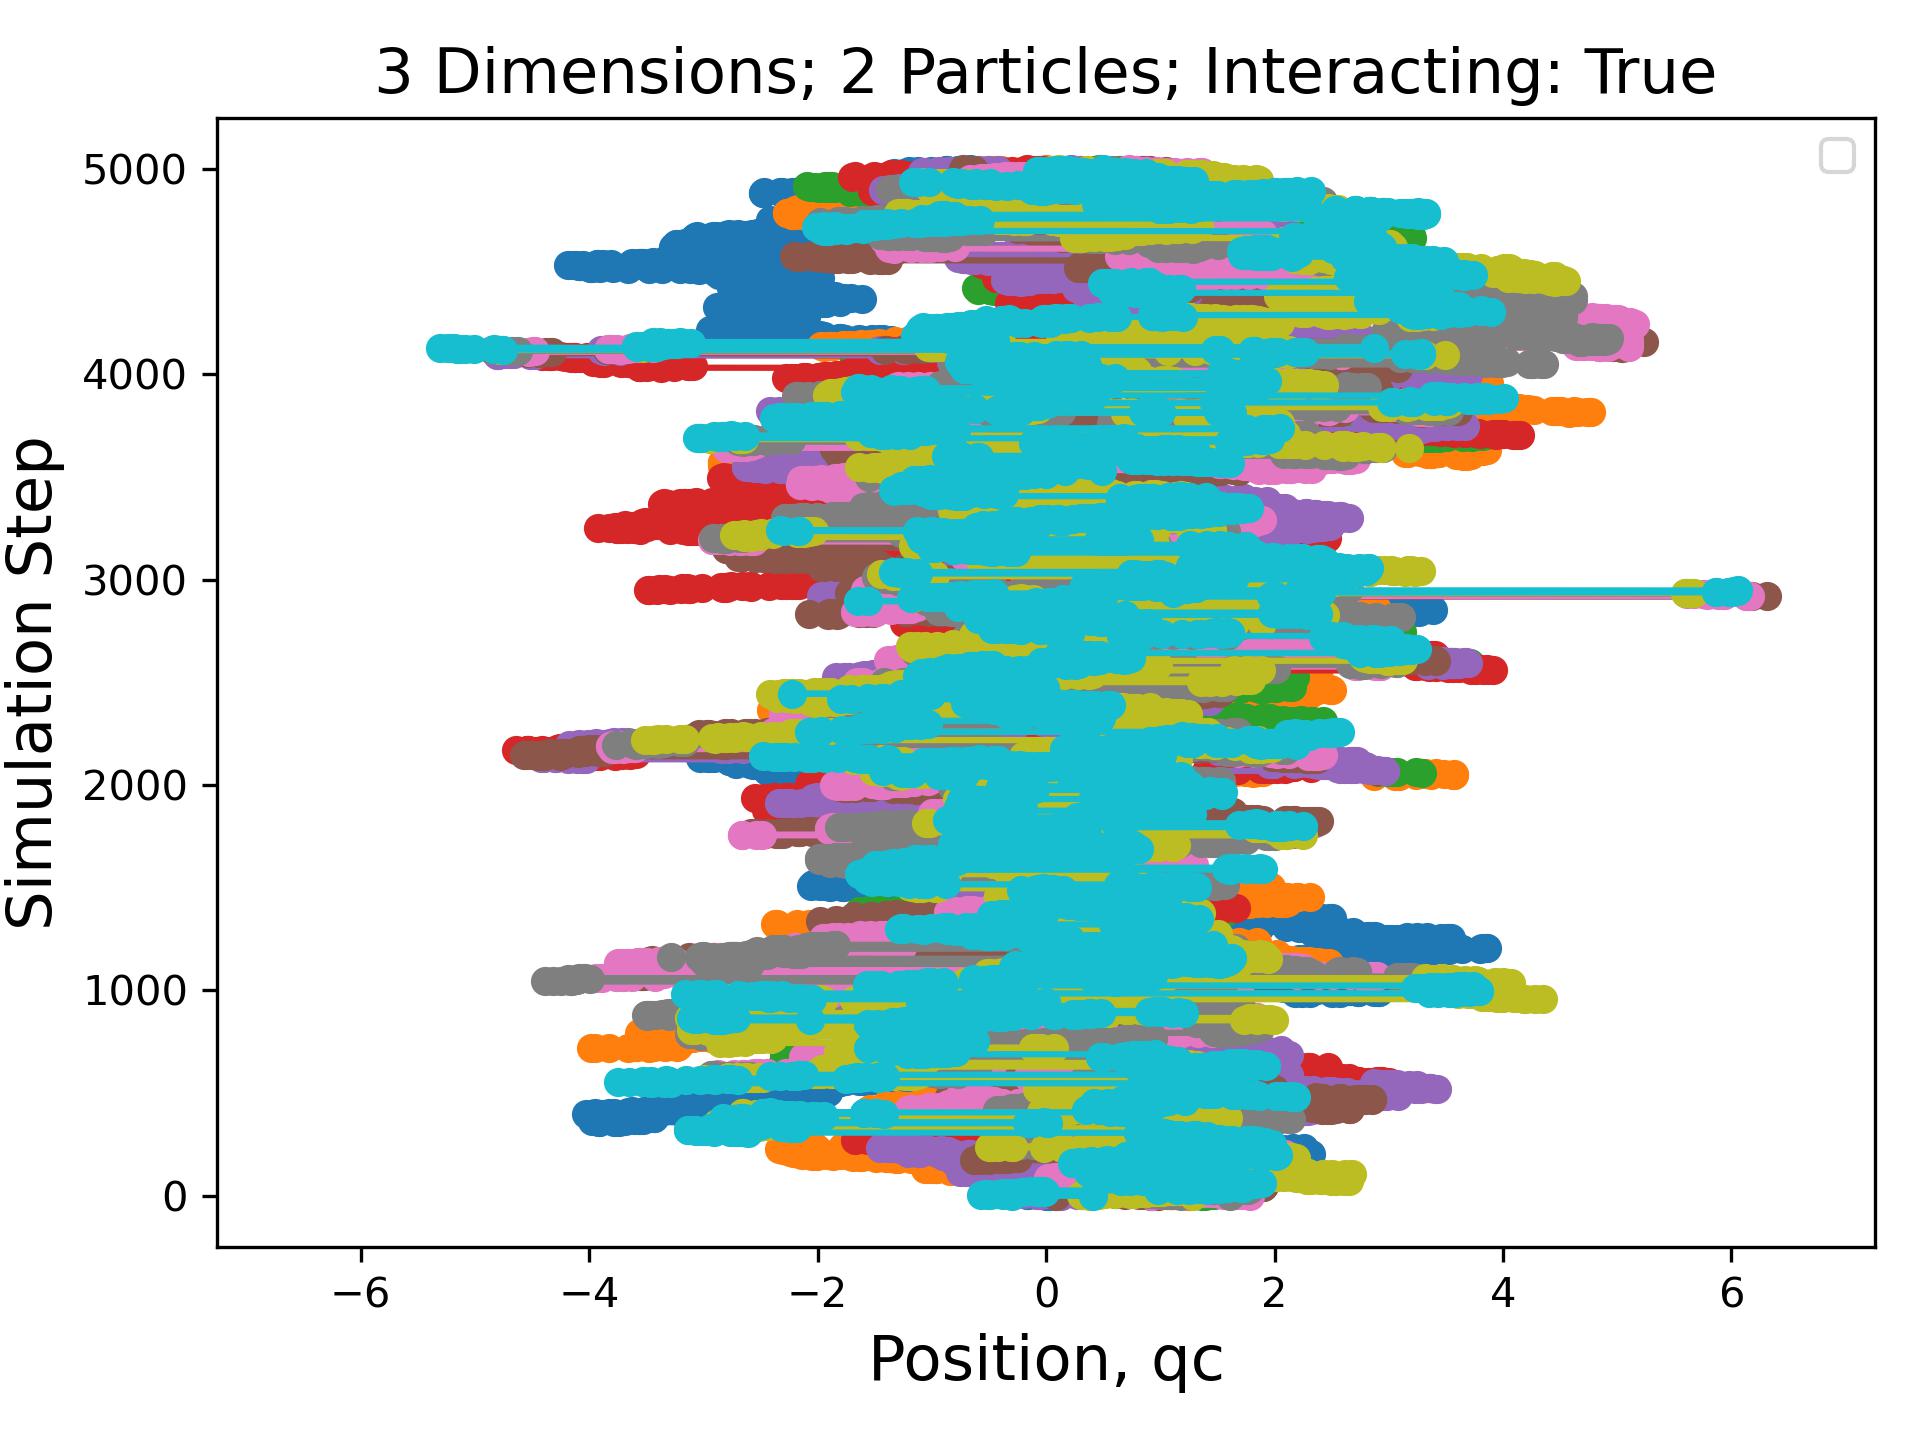 3 Dimensions; 2 Particles; Interacting: True
5000
4000
3000
2000
1000
0
Simulation Step
−6 −4 −2 0 2 4 6
Position, qc